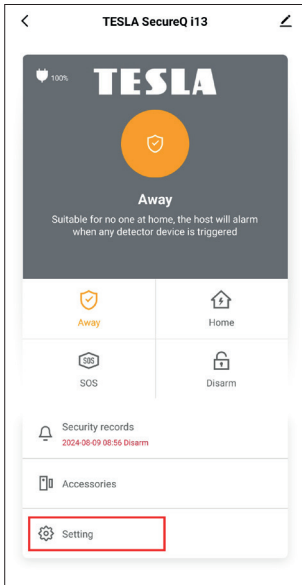 TESLA SecureQ i13
100%
TESLA
Away
Suitable for no one at home, the host will alarm
when any detector device is triggered
Away
Home
SOS
SOS
Disarm
Security records
2024-08-09 08:56 Disarm
Accessories
Setting